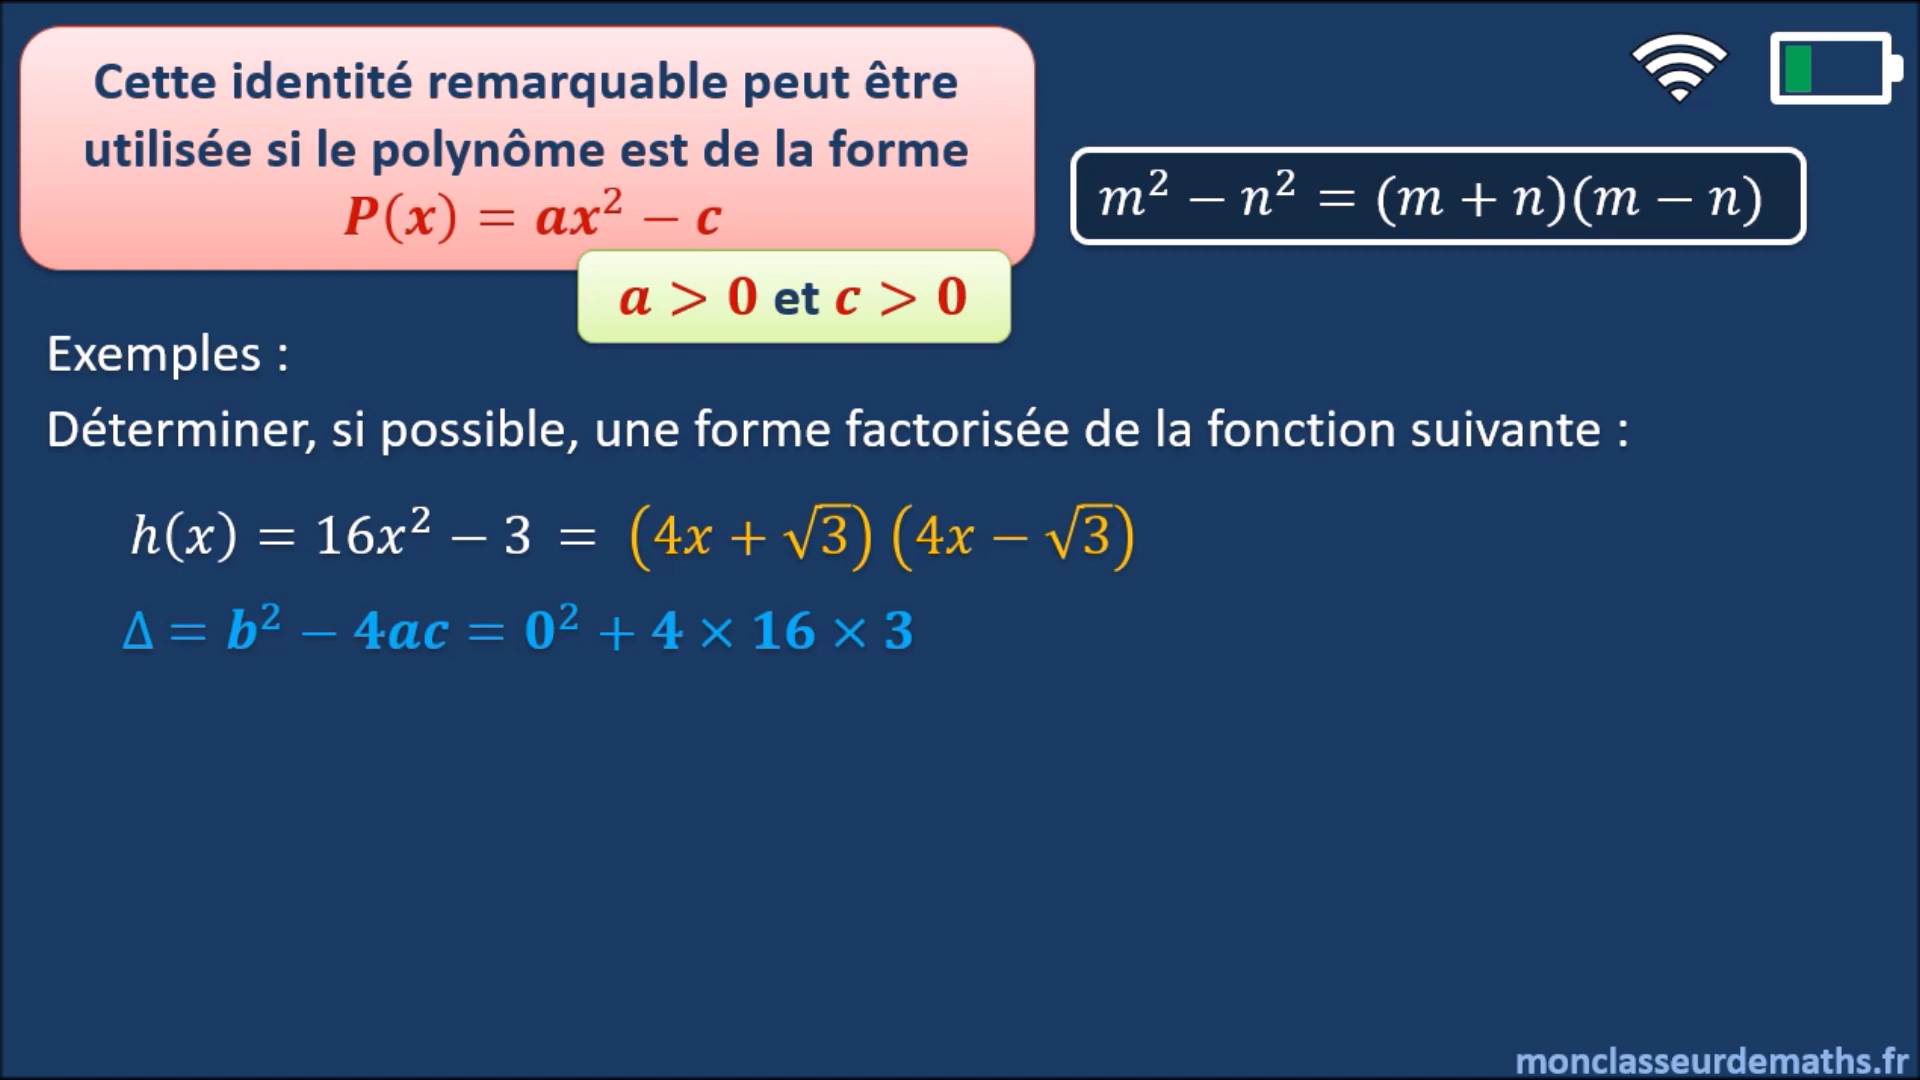 Cette identité remarquable peut être
utilisée si le polynôme est de la forme
P(x) = ax² − c
m² − n² = (m + n)(m − n)
a > 0 et c > 0
Exemples :
Déterminer, si possible, une forme factorisée de la fonction suivante :
h(x) = 16x² − 3 = (4x + √3)(4x − √3)
Δ = b² − 4ac = 0² + 4 × 16 × 3
monclasseurdemaths.fr